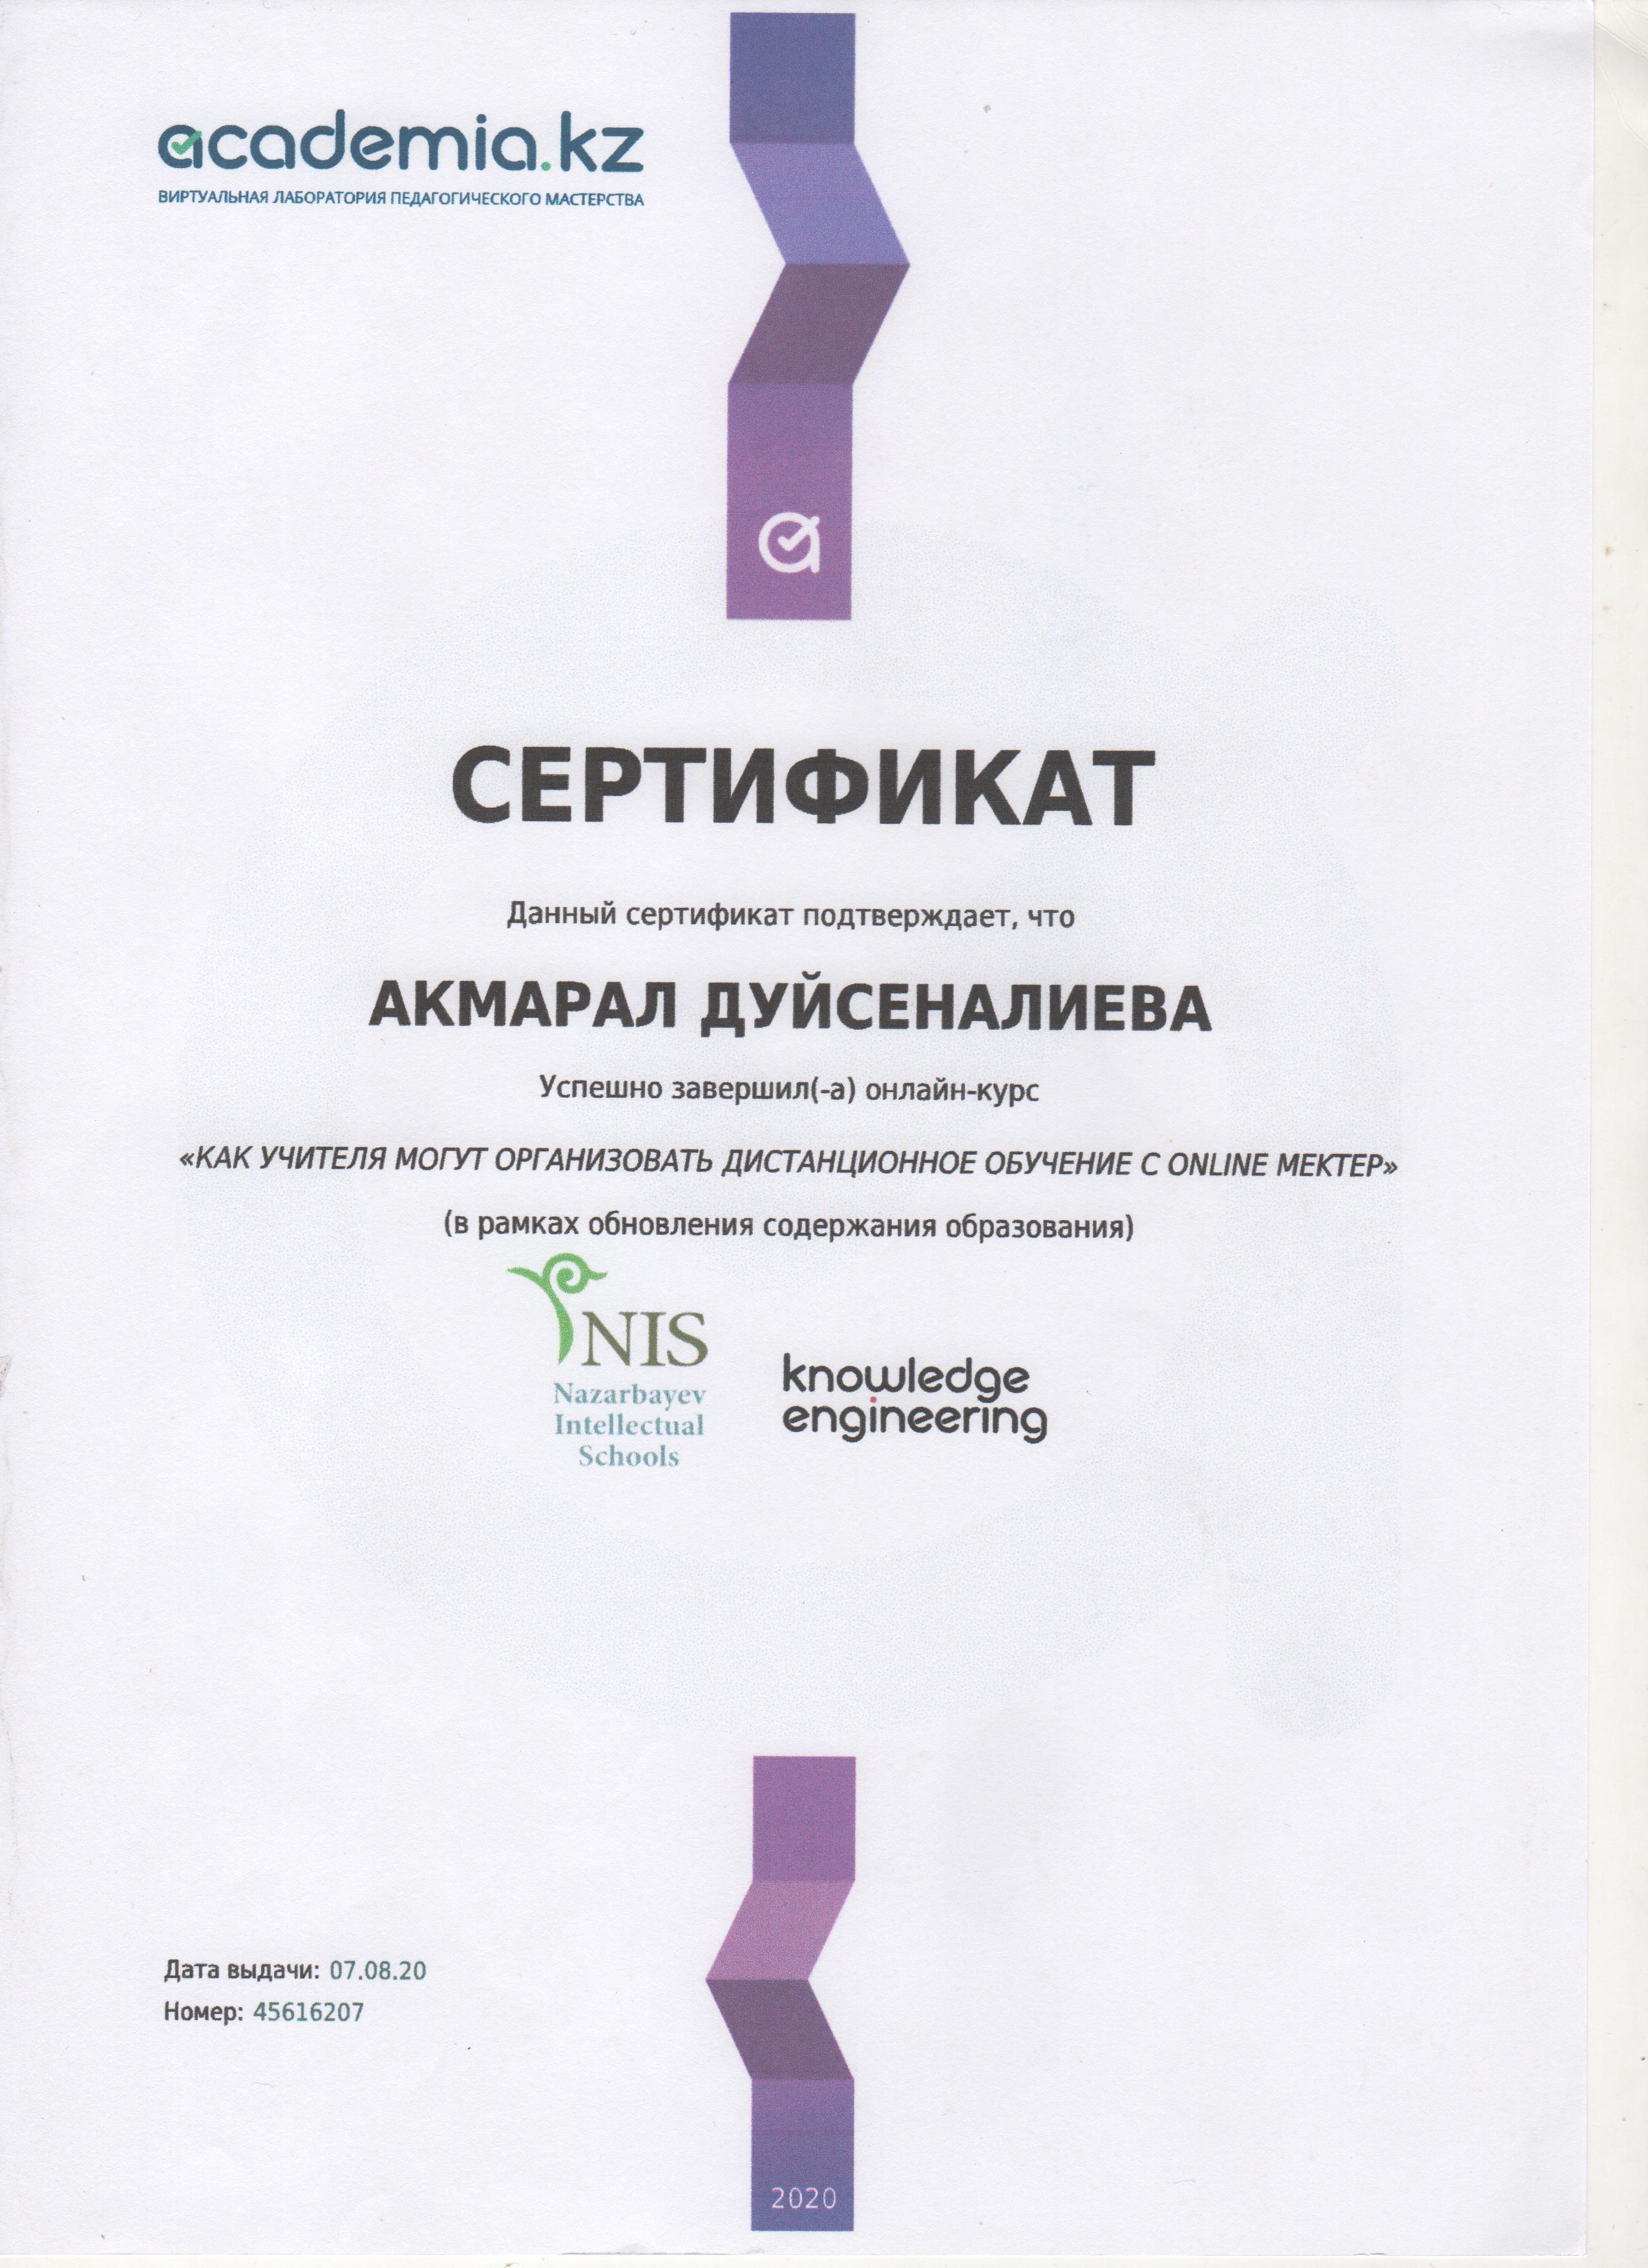 academia.kz
ВИРТУАЛЬНАЯ ЛАБОРАТОРИЯ ПЕДАГОГИЧЕСКОГО МАСТЕРСТВА
СЕРТИФИКАТ
Данный сертификат подтверждает, что
АКМАРАЛ ДУЙСЕНАЛИЕВА
Успешно завершил(-а) онлайн-курс
«КАК УЧИТЕЛЯ МОГУТ ОРГАНИЗОВАТЬ ДИСТАНЦИОННОЕ ОБУЧЕНИЕ С ONLINE МЕКТЕР»
(в рамках обновления содержания образования)
NIS
Nazarbayev
Intellectual
Schools
knowledge
engineering
Дата выдачи: 07.08.20
Номер: 45616207
2020